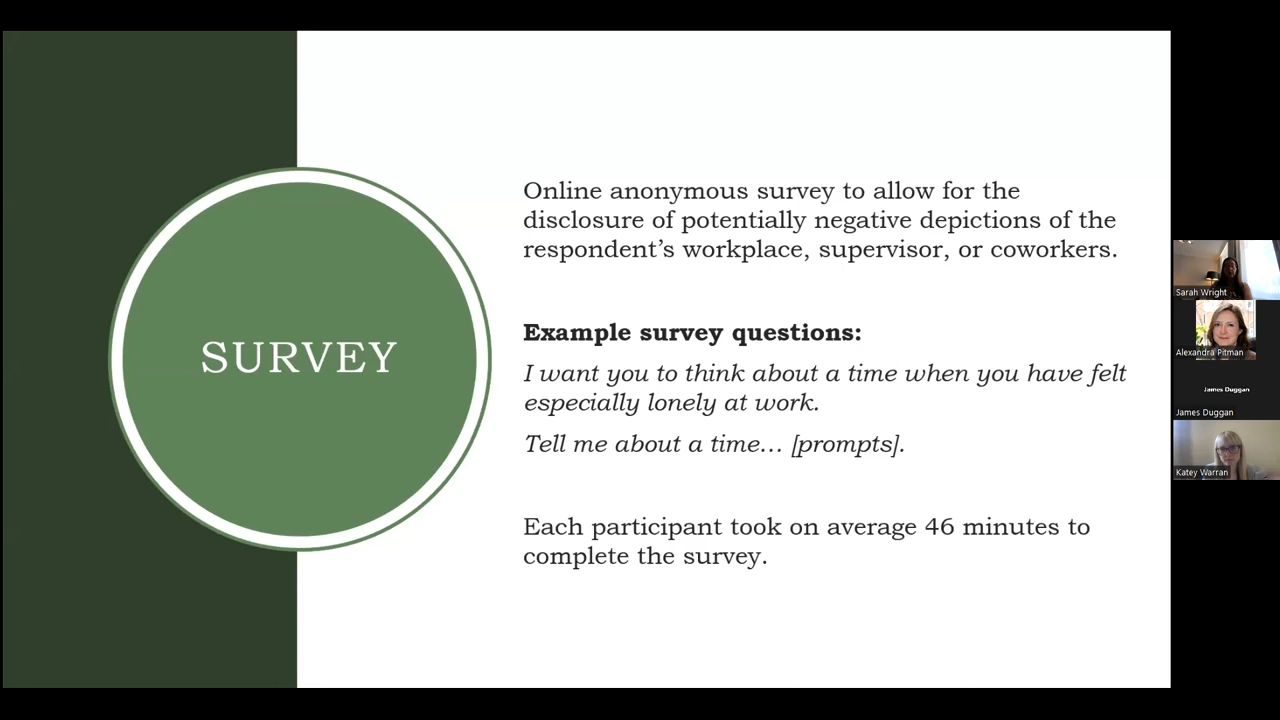 SURVEY
Online anonymous survey to allow for the
disclosure of potentially negative depictions of the
respondent’s workplace, supervisor, or coworkers.
Example survey questions:
I want you to think about a time when you have felt
especially lonely at work.
Tell me about a time… [prompts].
Each participant took on average 46 minutes to
complete the survey.
Sarah Wright
Alexandra Pitman
James Duggan
James Duggan
Katey Warran